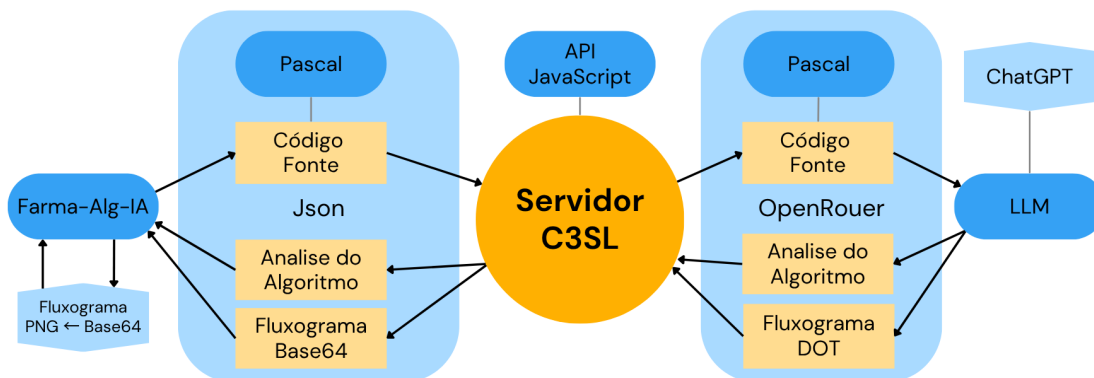 Pascal
API
JavaScript
Pascal
ChatGPT
Código
Fonte
Código
Fonte
Farma-Alg-IA
Json
Servidor
C3SL
OpenRouer
LLM
Analise do
Algoritmo
Analise do
Algoritmo
Fluxograma
PNG ← Base64
Fluxograma
Base64
Fluxograma
DOT